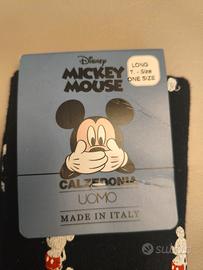 Disney
MICKEY
MOUSE
LONG
T. - Size
ONE SIZE
CALZEDONIA
UOMO
MADE IN ITALY
subito